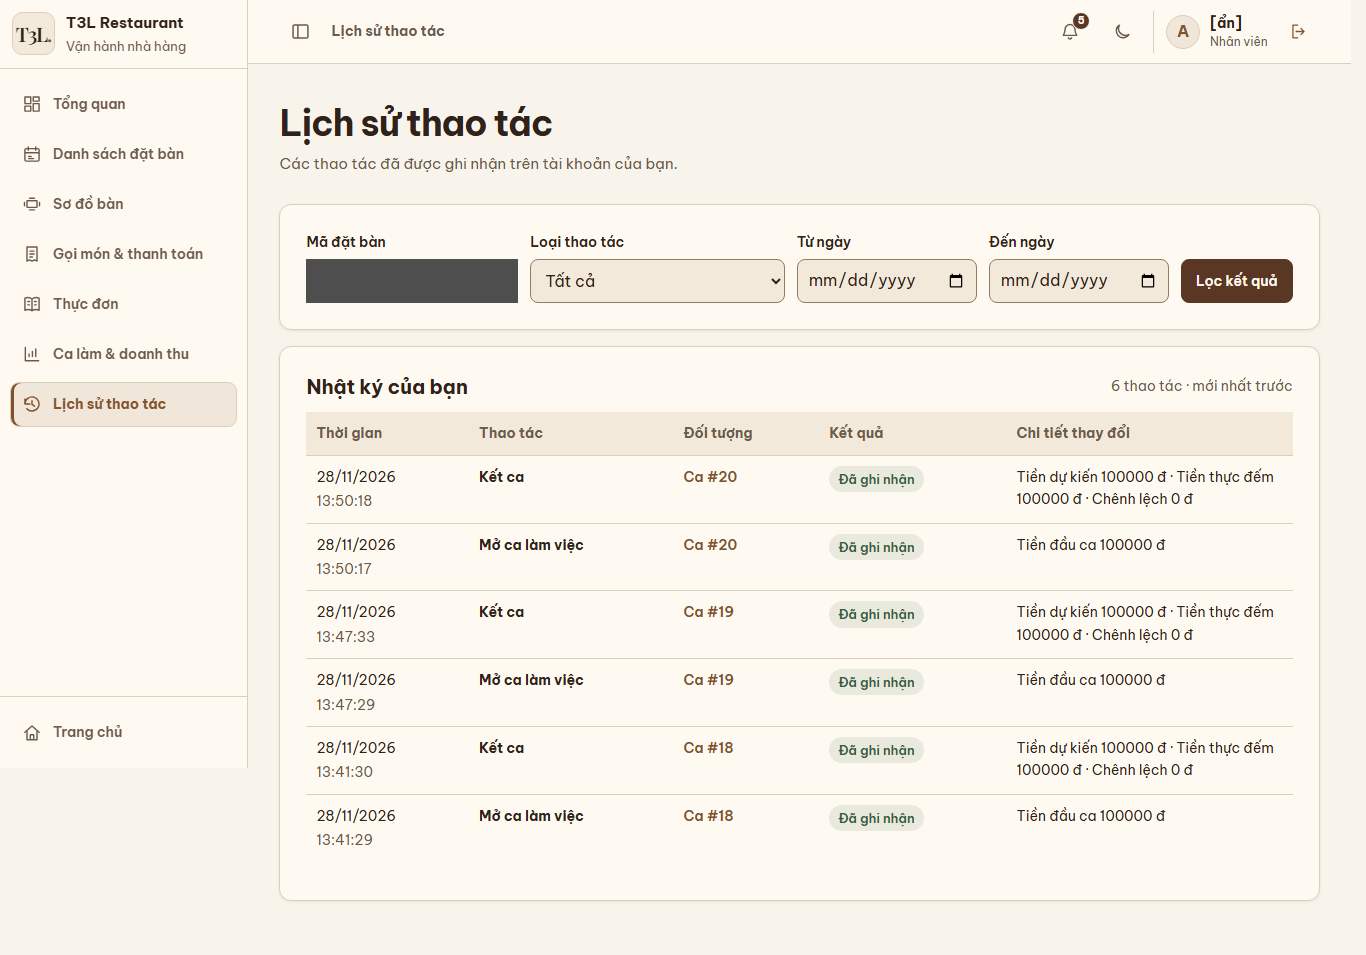 T3L
T3L Restaurant
Vận hành nhà hàng
Tổng quan
Danh sách đặt bàn
Sơ đồ bàn
Gọi món & thanh toán
Thực đơn
Ca làm & doanh thu
Lịch sử thao tác
Trang chủ
Lịch sử thao tác
5
A
[ẩn]
Nhân viên
Lịch sử thao tác
Các thao tác đã được ghi nhận trên tài khoản của bạn.
Mã đặt bàn
Loại thao tác
Từ ngày
Đến ngày
Tất cả
mm/dd/yyyy
mm/dd/yyyy
Lọc kết quả
Nhật ký của bạn
6 thao tác · mới nhất trước
Thời gian Thao tác Đối tượng Kết quả Chi tiết thay đổi
28/11/2026 Kết ca Ca #20 Đã ghi nhận Tiền dự kiến 100000 đ · Tiền thực đếm
13:50:18 100000 đ · Chênh lệch 0 đ
28/11/2026 Mở ca làm việc Ca #20 Đã ghi nhận Tiền đầu ca 100000 đ
13:50:17
28/11/2026 Kết ca Ca #19 Đã ghi nhận Tiền dự kiến 100000 đ · Tiền thực đếm
13:47:33 100000 đ · Chênh lệch 0 đ
28/11/2026 Mở ca làm việc Ca #19 Đã ghi nhận Tiền đầu ca 100000 đ
13:47:29
28/11/2026 Kết ca Ca #18 Đã ghi nhận Tiền dự kiến 100000 đ · Tiền thực đếm
13:41:30 100000 đ · Chênh lệch 0 đ
28/11/2026 Mở ca làm việc Ca #18 Đã ghi nhận Tiền đầu ca 100000 đ
13:41:29